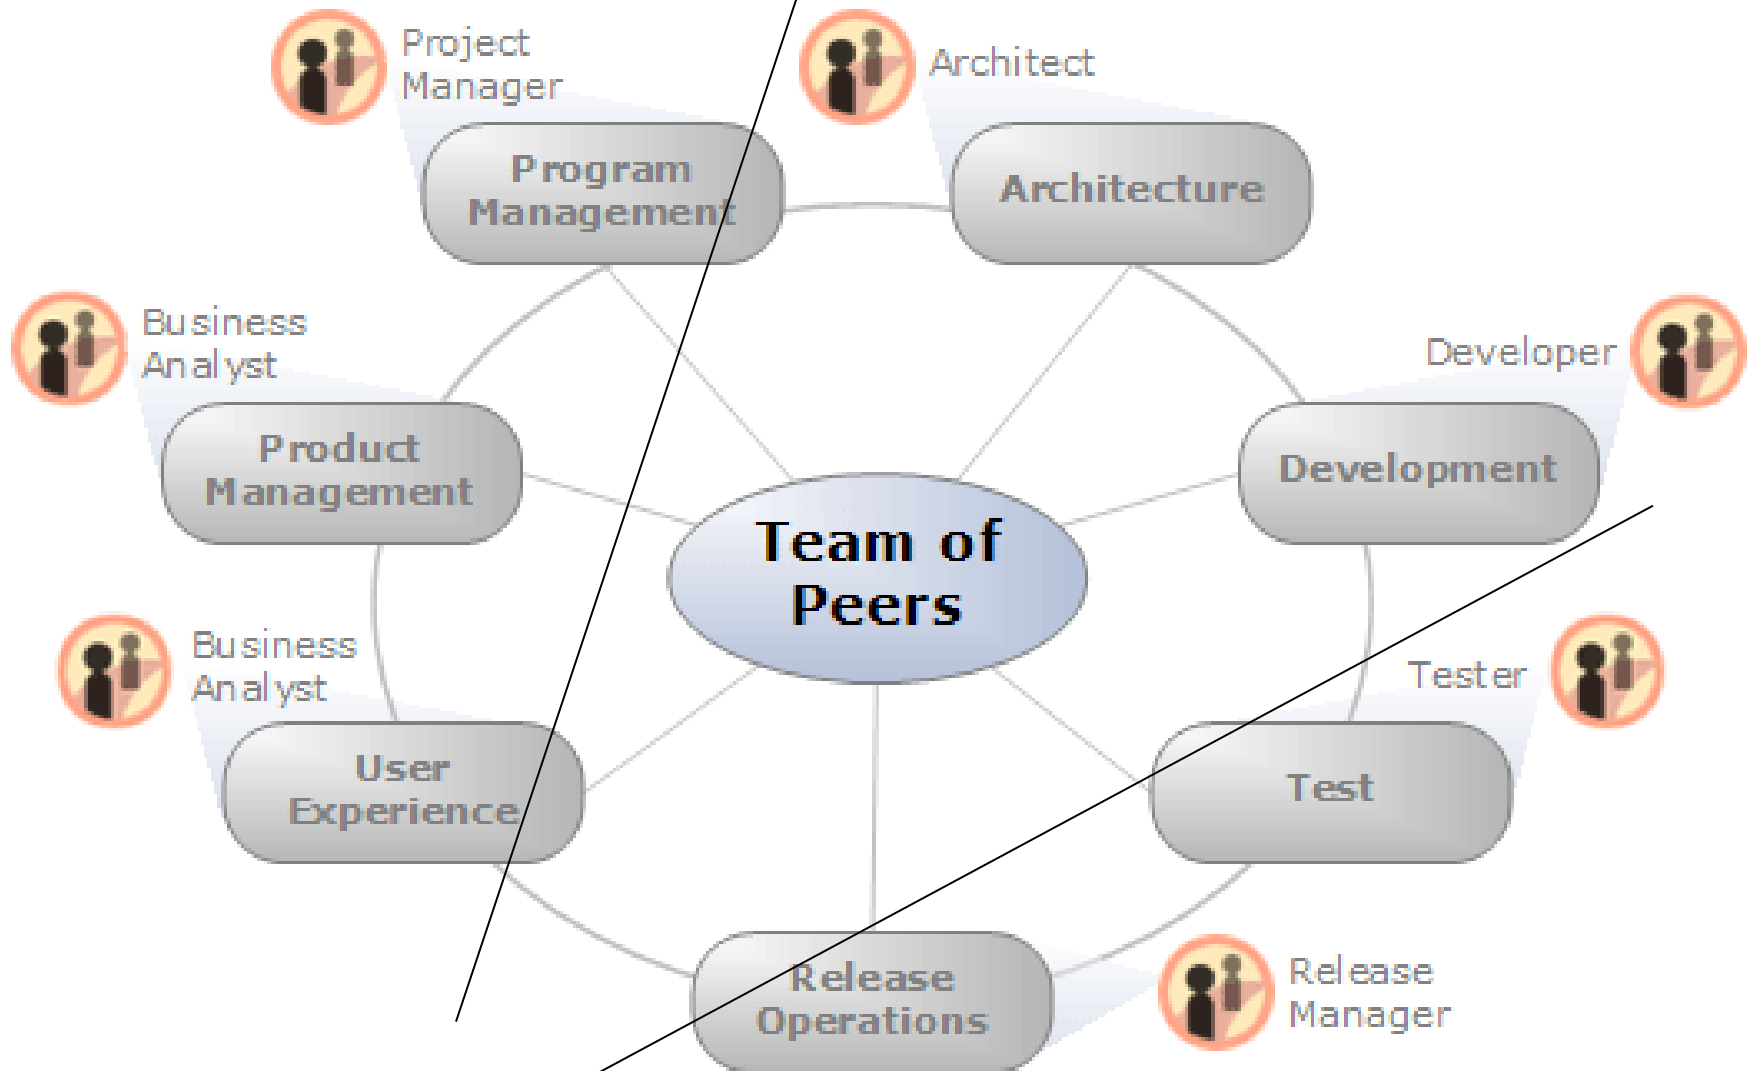 Project
Manager
Architect
Program
Management
Architecture
Business
Analyst
Developer
Product
Management
Development
Team of
Peers
Business
Analyst
Tester
User
Experience
Test
Release
Operations
Release
Manager